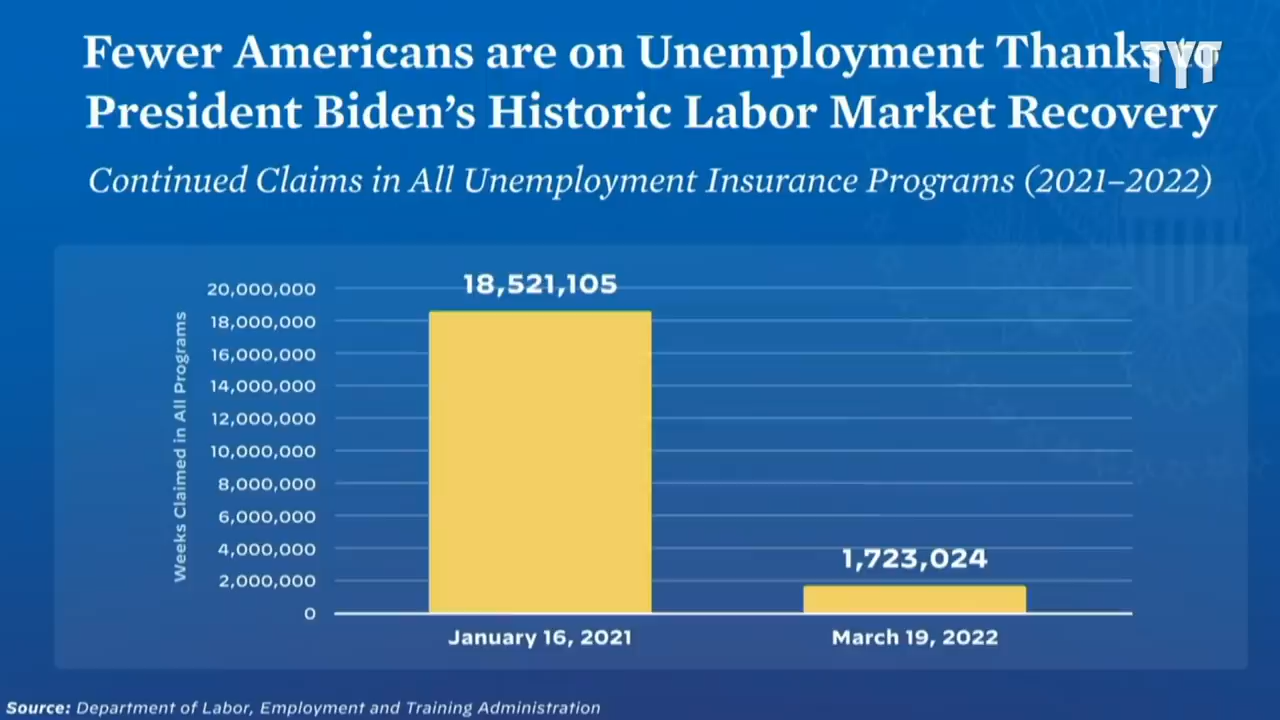 Fewer Americans are on Unemployment Thanks to
President Biden's Historic Labor Market Recovery
TYT
Continued Claims in All Unemployment Insurance Programs (2021–2022)
Weeks Claimed in All Programs
20,000,000
18,000,000
16,000,000
14,000,000
12,000,000
10,000,000
8,000,000
6,000,000
4,000,000
2,000,000
0
18,521,105
1,723,024
January 16, 2021
March 19, 2022
Source: Department of Labor, Employment and Training Administration